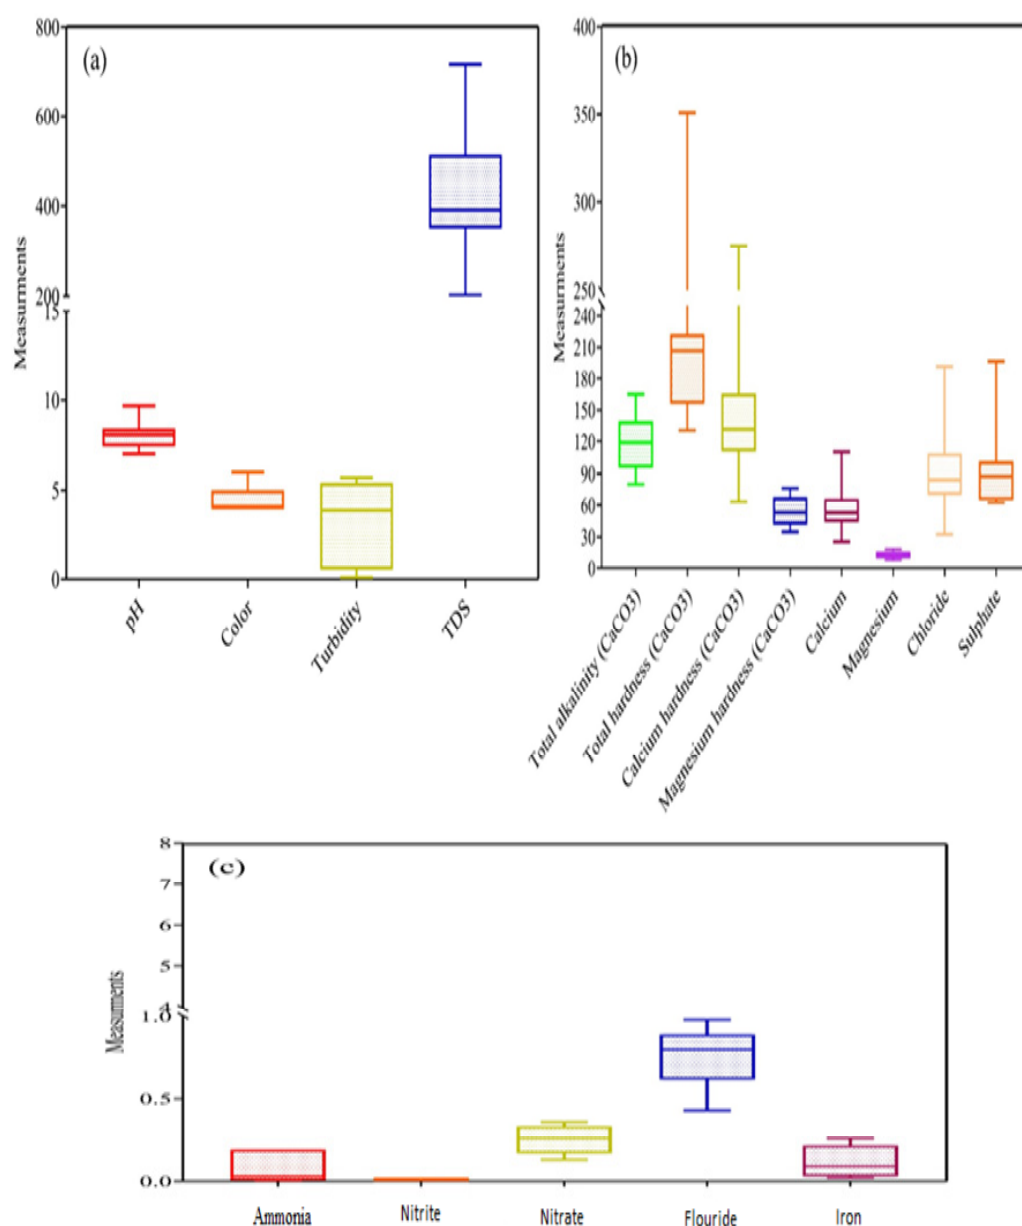 (a)
Measurments
800
600
400
200
15
10
5
0
pH
Color
Turbidity
TDS
(b)
Measurments
400
350
300
250
240
210
180
150
120
90
60
30
0
Total alkalinity (CaCO3)
Total hardness (CaCO3)
Calcium hardness (CaCO3)
Magnesium hardness (CaCO3)
Calcium
Magnesium
Chloride
Sulphate
(c)
Measurments
8
7
6
5
4
1.0
0.5
0.0
Ammonia
Nitrite
Nitrate
Flouride
Iron